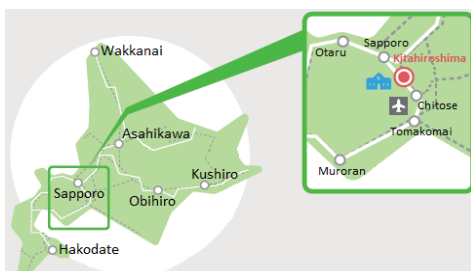 Wakkanai
Asahikawa
Sapporo
Obihiro
Kushiro
Hakodate
Otaru
Sapporo
Kitahiroshima
Chitose
Tomakomai
Muroran